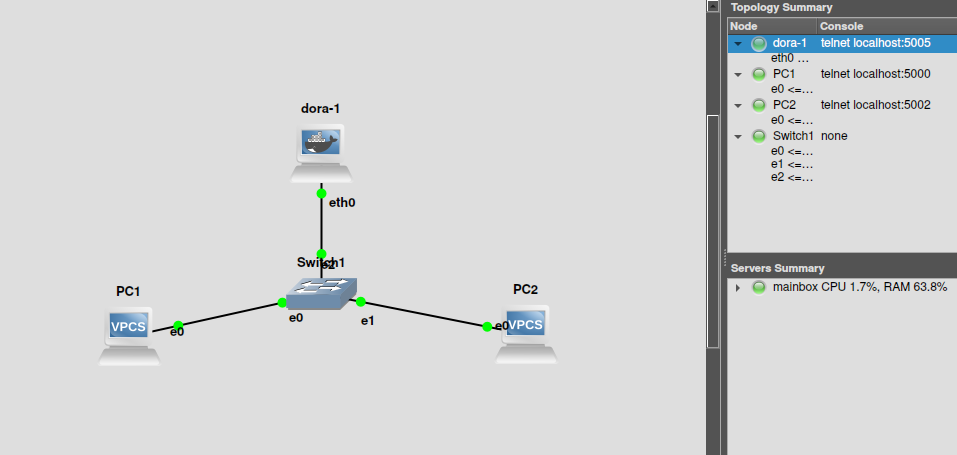 dora-1
eth0
Switch1
e2
PC1
VPCS
e0
e0
e1
PC2
e0
VPCS
Topology Summary
Node Console
dora-1 telnet localhost:5005
eth0 ...
PC1 telnet localhost:5000
e0 <=...
PC2 telnet localhost:5002
e0 <=...
Switch1 none
e0 <=...
e1 <=...
e2 <=...
Servers Summary
mainbox CPU 1.7%, RAM 63.8%